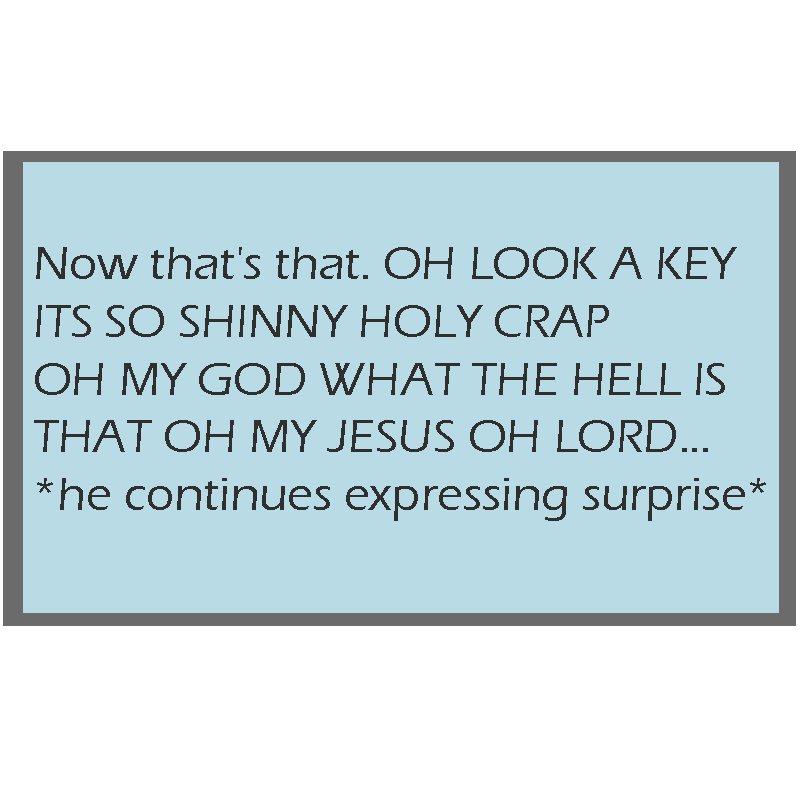 Now that's that. OH LOOK A KEY
ITS SO SHINNY HOLY CRAP
OH MY GOD WHAT THE HELL IS
THAT OH MY JESUS OH LORD...
*he continues expressing surprise*